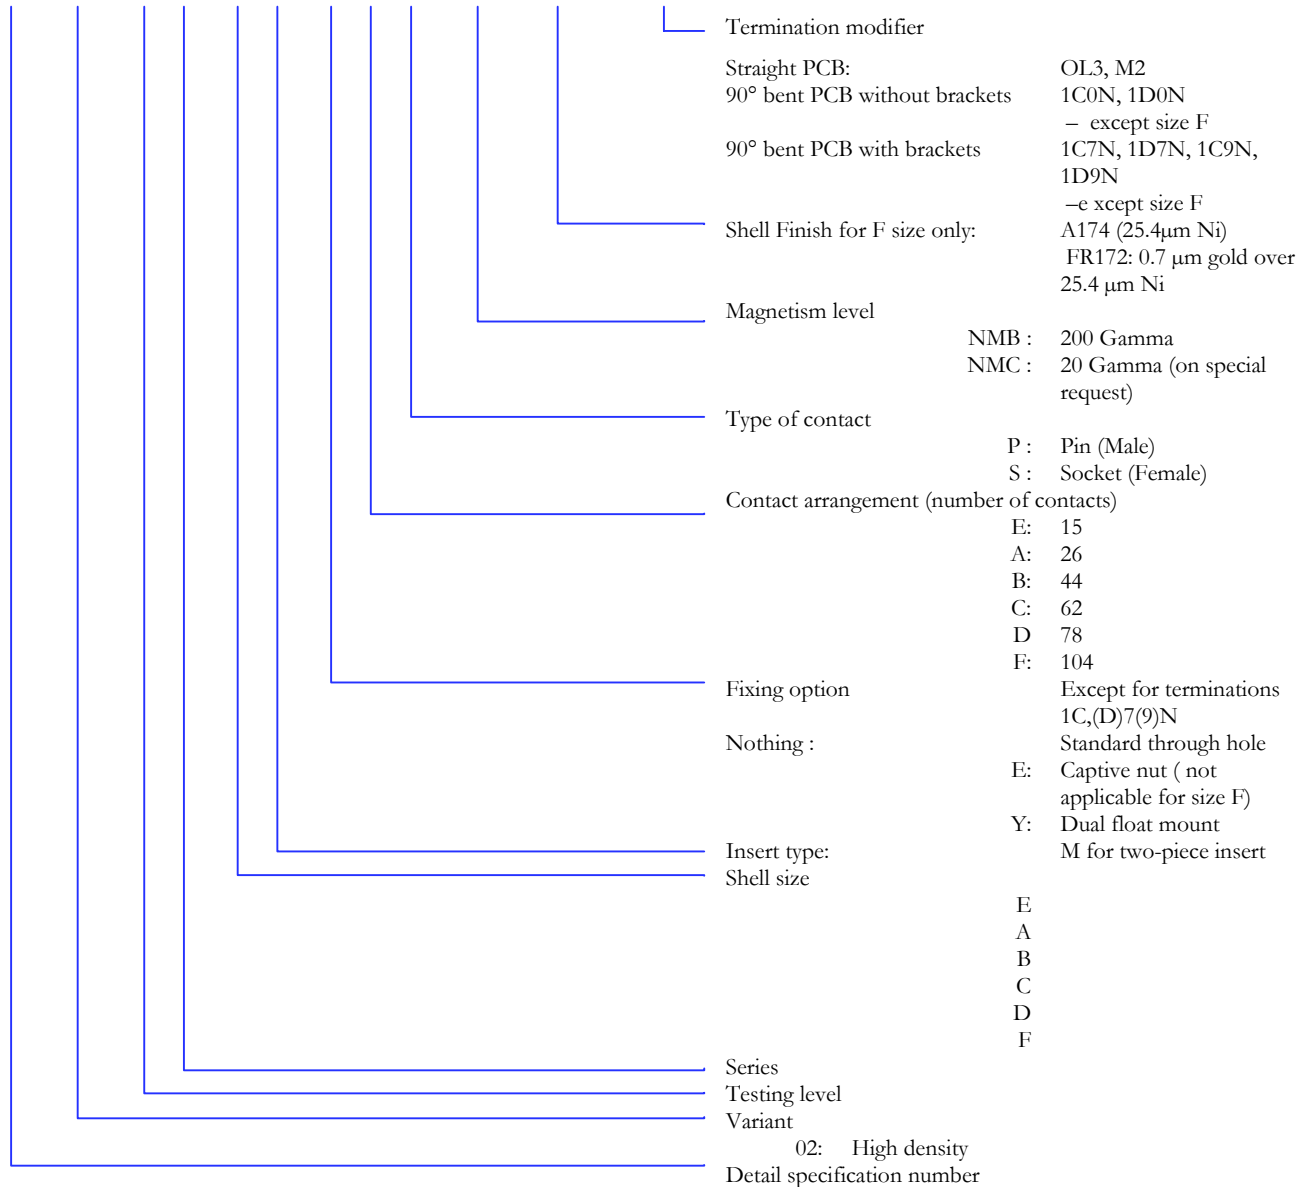 Termination modifier
Straight PCB: OL3, M2
90° bent PCB without brackets 1C0N, 1D0N
– except size F
90° bent PCB with brackets 1C7N, 1D7N, 1C9N,
1D9N
–e xcept size F
Shell Finish for F size only: A174 (25.4µm Ni)
FR172: 0.7 µm gold over
25.4 µm Ni
Magnetism level
NMB : 200 Gamma
NMC : 20 Gamma (on special
request)
Type of contact
P : Pin (Male)
S : Socket (Female)
Contact arrangement (number of contacts)
E: 15
A: 26
B: 44
C: 62
D 78
F: 104
Fixing option Except for terminations
1C,(D)7(9)N
Nothing : Standard through hole
E: Captive nut ( not
applicable for size F)
Y: Dual float mount
Insert type: M for two-piece insert
Shell size
E
A
B
C
D
F
Series
Testing level
Variant
02: High density
Detail specification number